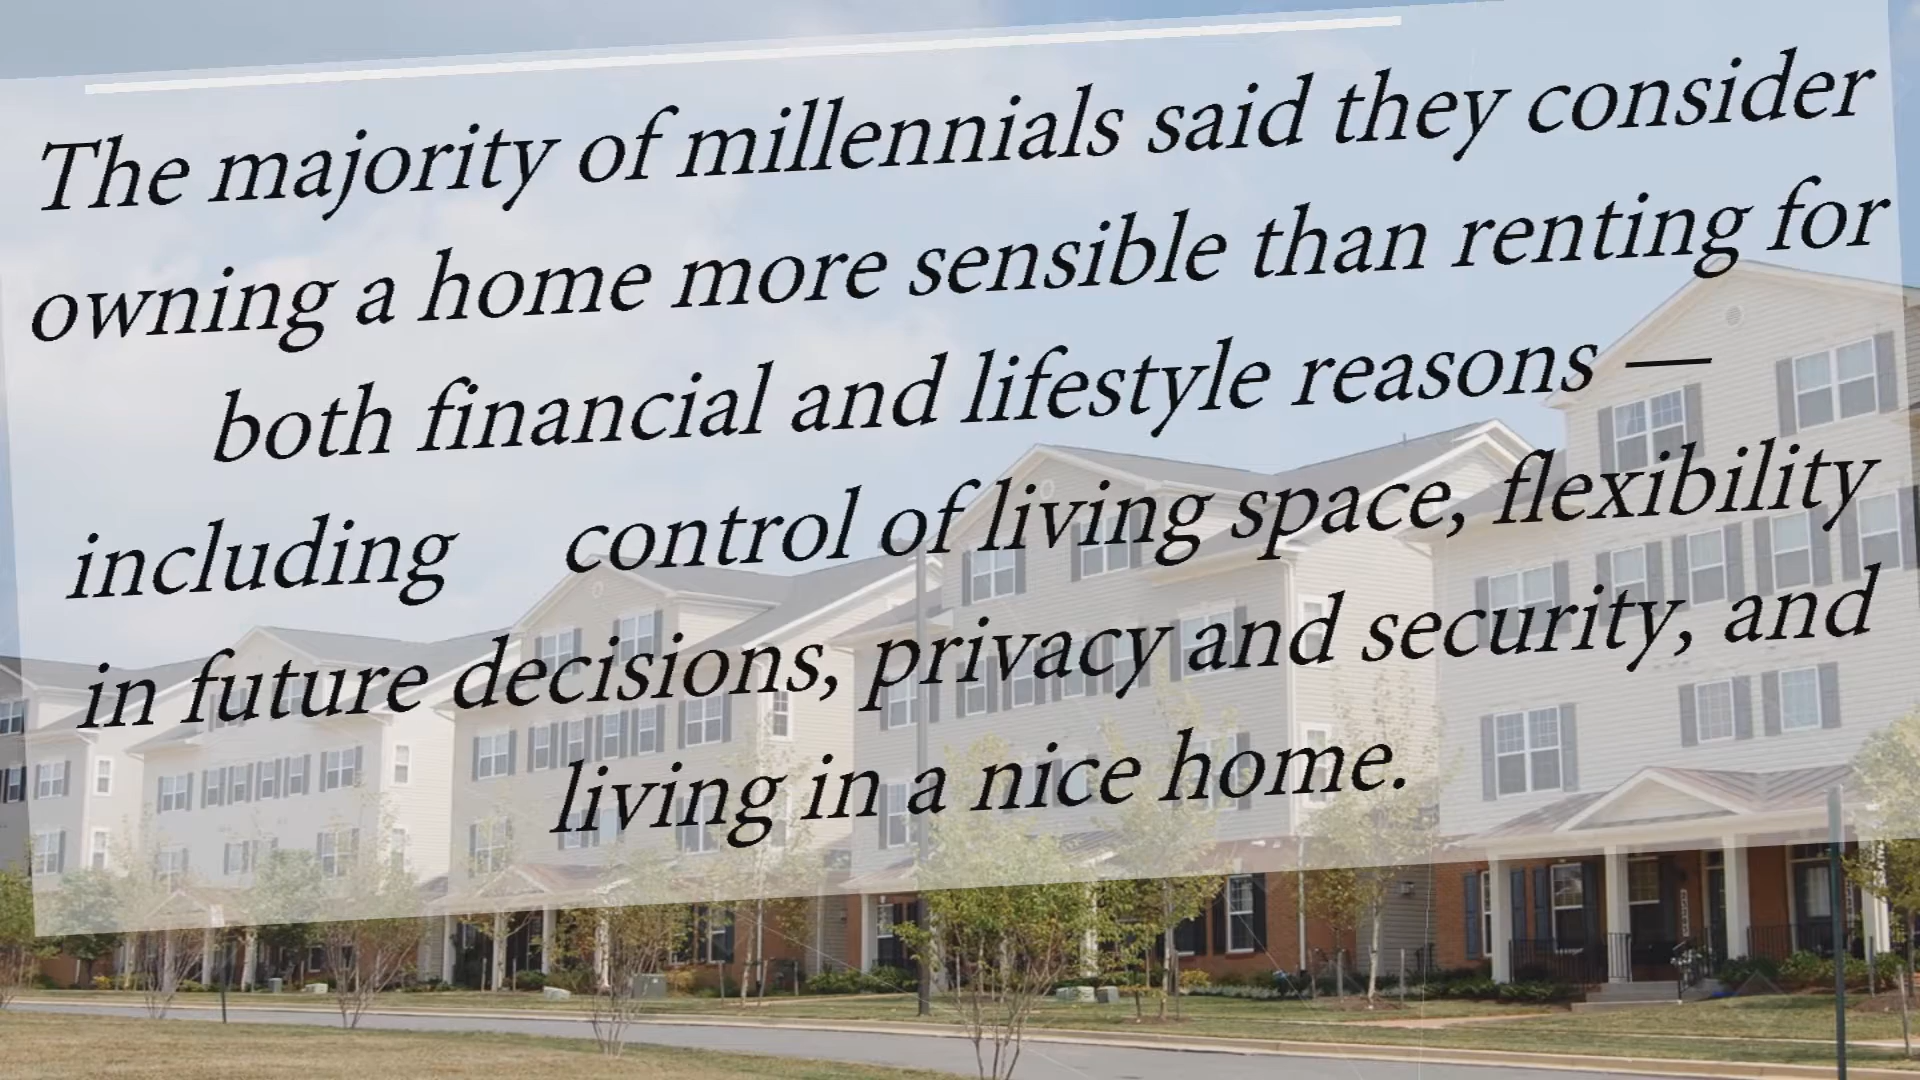 The majority of millennials said they consider
owning a home more sensible than renting for
both financial and lifestyle reasons —
including control of living space, flexibility
in future decisions, privacy and security, and
living in a nice home.